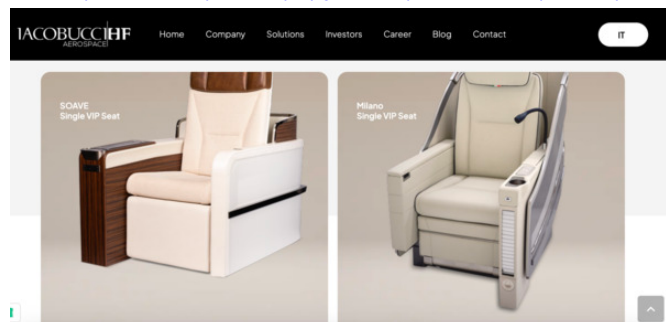 IACOBUCCI HF
AEROSPACE
Home Company Solutions Investors Career Blog Contact
IT
SOAVE
Single VIP Seat
Milano
Single VIP Seat